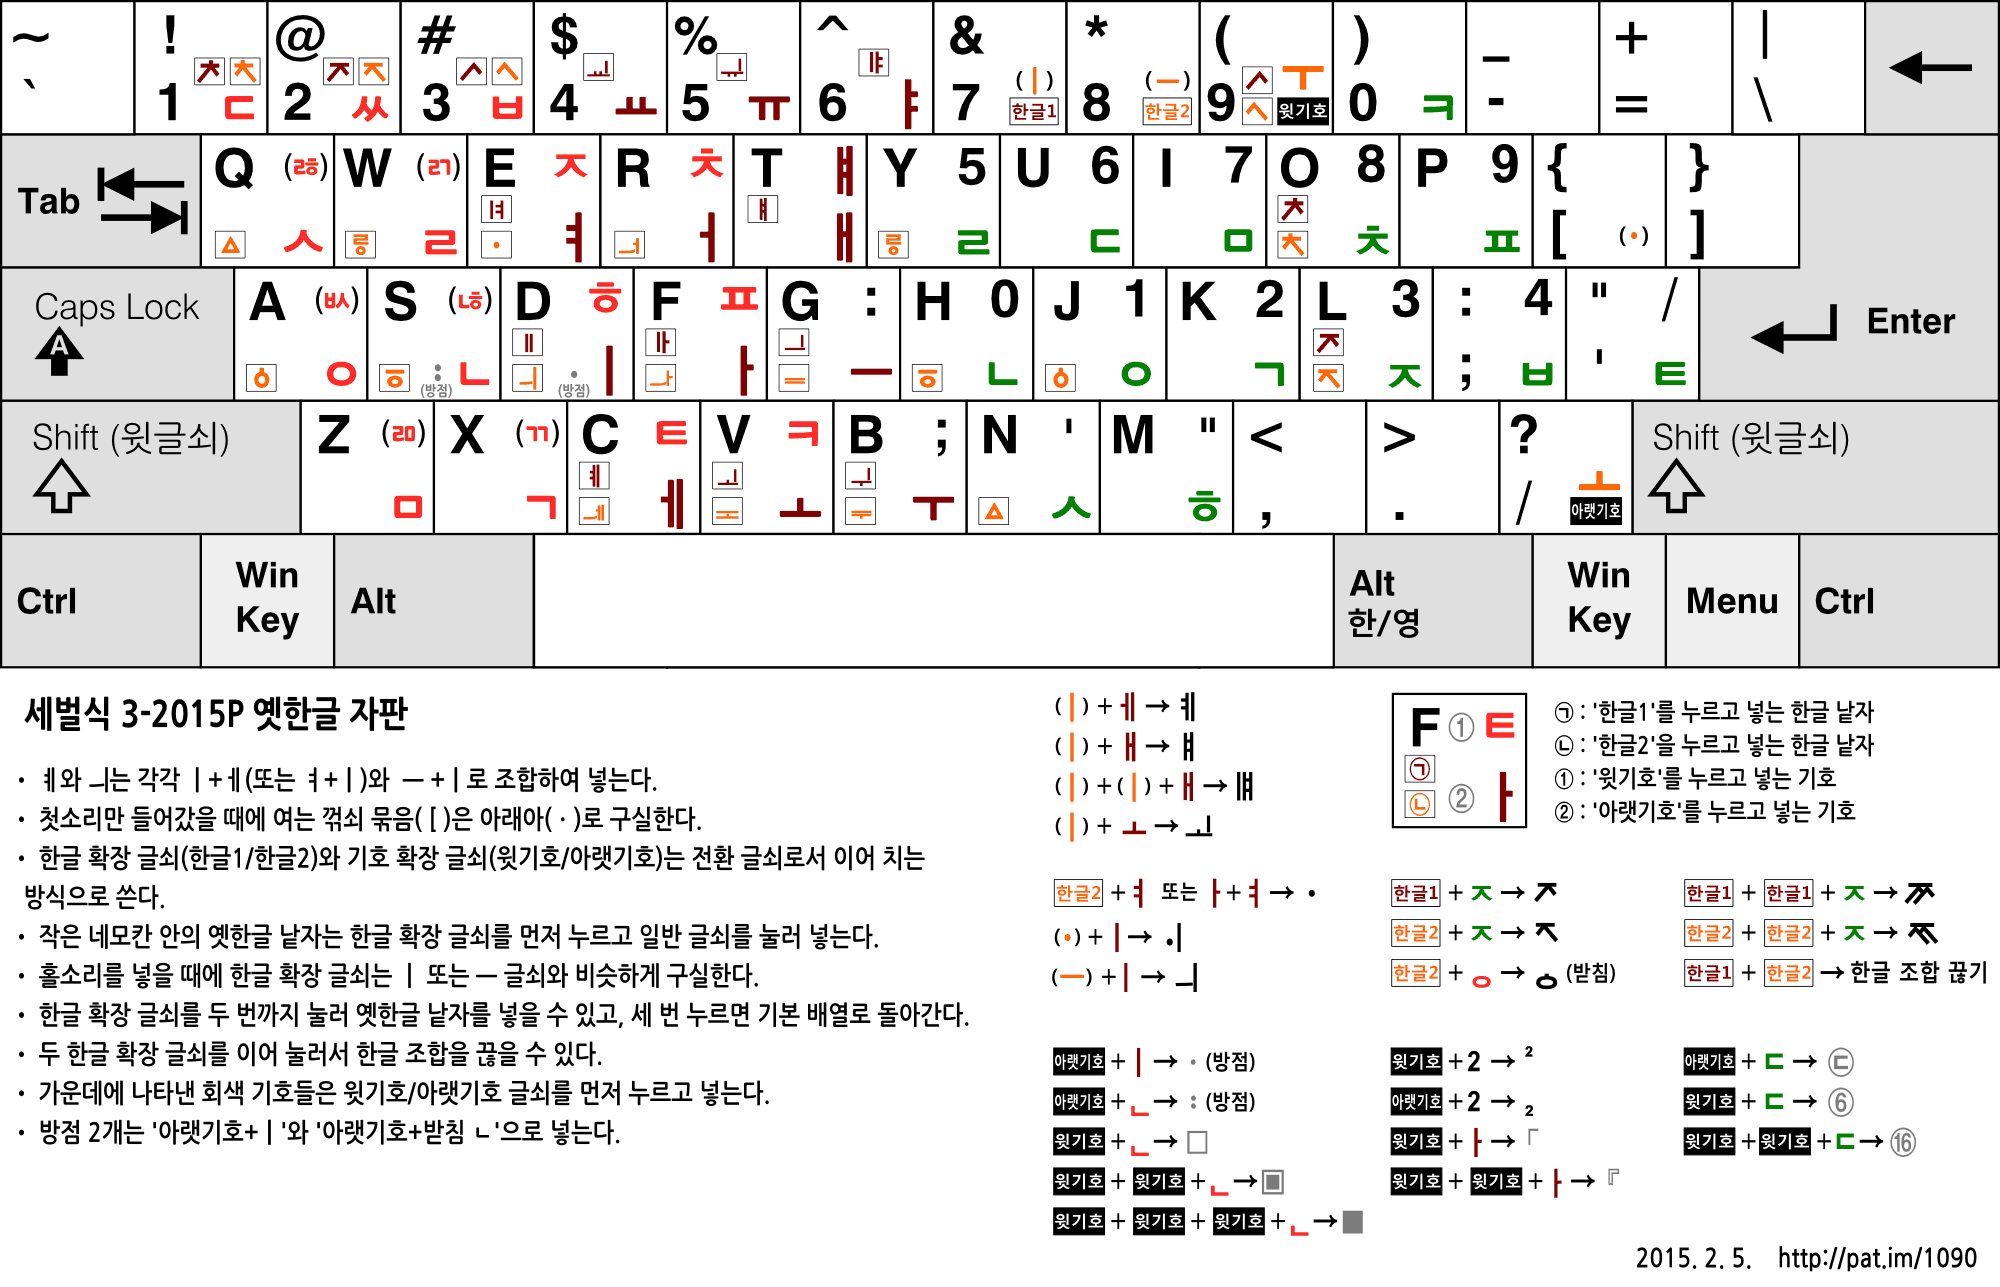 ~ ! @ # $ % ^ & * ( ) _ + | ←
ᄼ ᄎ ᅎ ᅐ ᄼ ᄾ ᆈ ᆍ ᅤ (ㅣ) (ㅡ) ᄼ ㅜ
` 1 ㄷ 2 ㅆ 3 ㅂ 4 ㅛ 5 ㅠ 6 ㅑ 7 한글1 8 한글2 9 윗기호 0 ㅋ - = \
Tab Q (ㅀ) W (ㄺ) E ㅈ R ㅊ T ㅒ Y 5 U 6 I 7 O 8 P 9 { }
ㅿ ㅅ ㄹ ㅕ ㅓ ㅐ ㄹ ㄷ ㅁ ㅊ ㅍ [ (·) ]
Caps Lock A (ㅄ) S (ㄶ) D ㅎ F ㅍ G : H 0 J 1 K 2 L 3 : 4 " / Enter
A ㆆ ㅇ ㅎ : (방점) ㄴ · (방점) ㅣ ㅏ ㅡ ㅎ ㄴ ㆆ ㅇ ㄱ ㅈ ; ㅂ ' ㅌ
Shift (윗글쇠) Z (ㄻ) X (ㄲ) C ㅌ V ㅋ B ; N ' M " < > ? Shift (윗글쇠)
ㅁ ㄱ ㅖ ㅔ ㅗ ㅜ ㅿ ㅅ ㅎ , . / ㅗ 아랫기호
Ctrl Win Key Alt Alt 한/영 Win Key Menu Ctrl
세벌식 3-2015P 옛한글 자판
· ㅖ와 ㅢ는 각각 ㅣ+ㅔ(또는 ㅕ+ㅣ)와 ㅡ+ㅣ로 조합하여 넣는다.
· 첫소리만 들어갔을 때에 여는 꺾쇠 묶음( [ )은 아래아( · )로 구실한다.
· 한글 확장 글쇠(한글1/한글2)와 기호 확장 글쇠(윗기호/아랫기호)는 전환 글쇠로서 이어 치는
방식으로 쓴다.
· 작은 네모칸 안의 옛한글 낱자는 한글 확장 글쇠를 먼저 누르고 일반 글쇠를 눌러 넣는다.
· 홀소리를 넣을 때에 한글 확장 글쇠는 ㅣ 또는 ㅡ 글쇠와 비슷하게 구실한다.
· 한글 확장 글쇠를 두 번까지 눌러 옛한글 낱자를 넣을 수 있고, 세 번 누르면 기본 배열로 돌아간다.
· 두 한글 확장 글쇠를 이어 눌러서 한글 조합을 끊을 수 있다.
· 가운데에 나타낸 회색 기호들은 윗기호/아랫기호 글쇠를 먼저 누르고 넣는다.
· 방점 2개는 '아랫기호+ㅣ'와 '아랫기호+받침 ㄴ'으로 넣는다.
(ㅣ) + ㅔ → ㅖ
(ㅣ) + ㅐ → ㅒ
(ㅣ) + (ㅣ) + ㅐ →
(ㅣ) + ㅗ →
F ① ㅌ
㉠
㉡ ② ㅏ
㉠ : '한글1'를 누르고 넣는 한글 낱자
㉡ : '한글2'을 누르고 넣는 한글 낱자
① : '윗기호'를 누르고 넣는 기호
② : '아랫기호'를 누르고 넣는 기호
한글2 + ㅕ 또는 ㅏ + ㅕ → ·
(·) + ㅣ → ㆎ
(ㅡ) + ㅣ → ㅢ
한글1 + ㅈ → ᅐ
한글2 + ㅈ → ᅎ
한글2 + ㅇ → ㆆ (받침)
한글1 + 한글1 + ㅈ → ᅑ
한글2 + 한글2 + ㅈ → ᅏ
한글1 + 한글2 → 한글 조합 끊기
아랫기호 + ㅣ → · (방점)
아랫기호 + ㄴ → : (방점)
윗기호 + ㄴ → □
윗기호 + 윗기호 + ㄴ → ▣
윗기호 + 윗기호 + 윗기호 + ㄴ → ■
윗기호 + 2 → ²
아랫기호 + 2 → ₂
윗기호 + ㅏ → 「
윗기호 + 윗기호 + ㅏ → 『
아랫기호 + ㄷ → ㉢
윗기호 + ㄷ → ⑥
윗기호 + 윗기호 + ㄷ → ⑯
2015. 2. 5. http://pat.im/1090